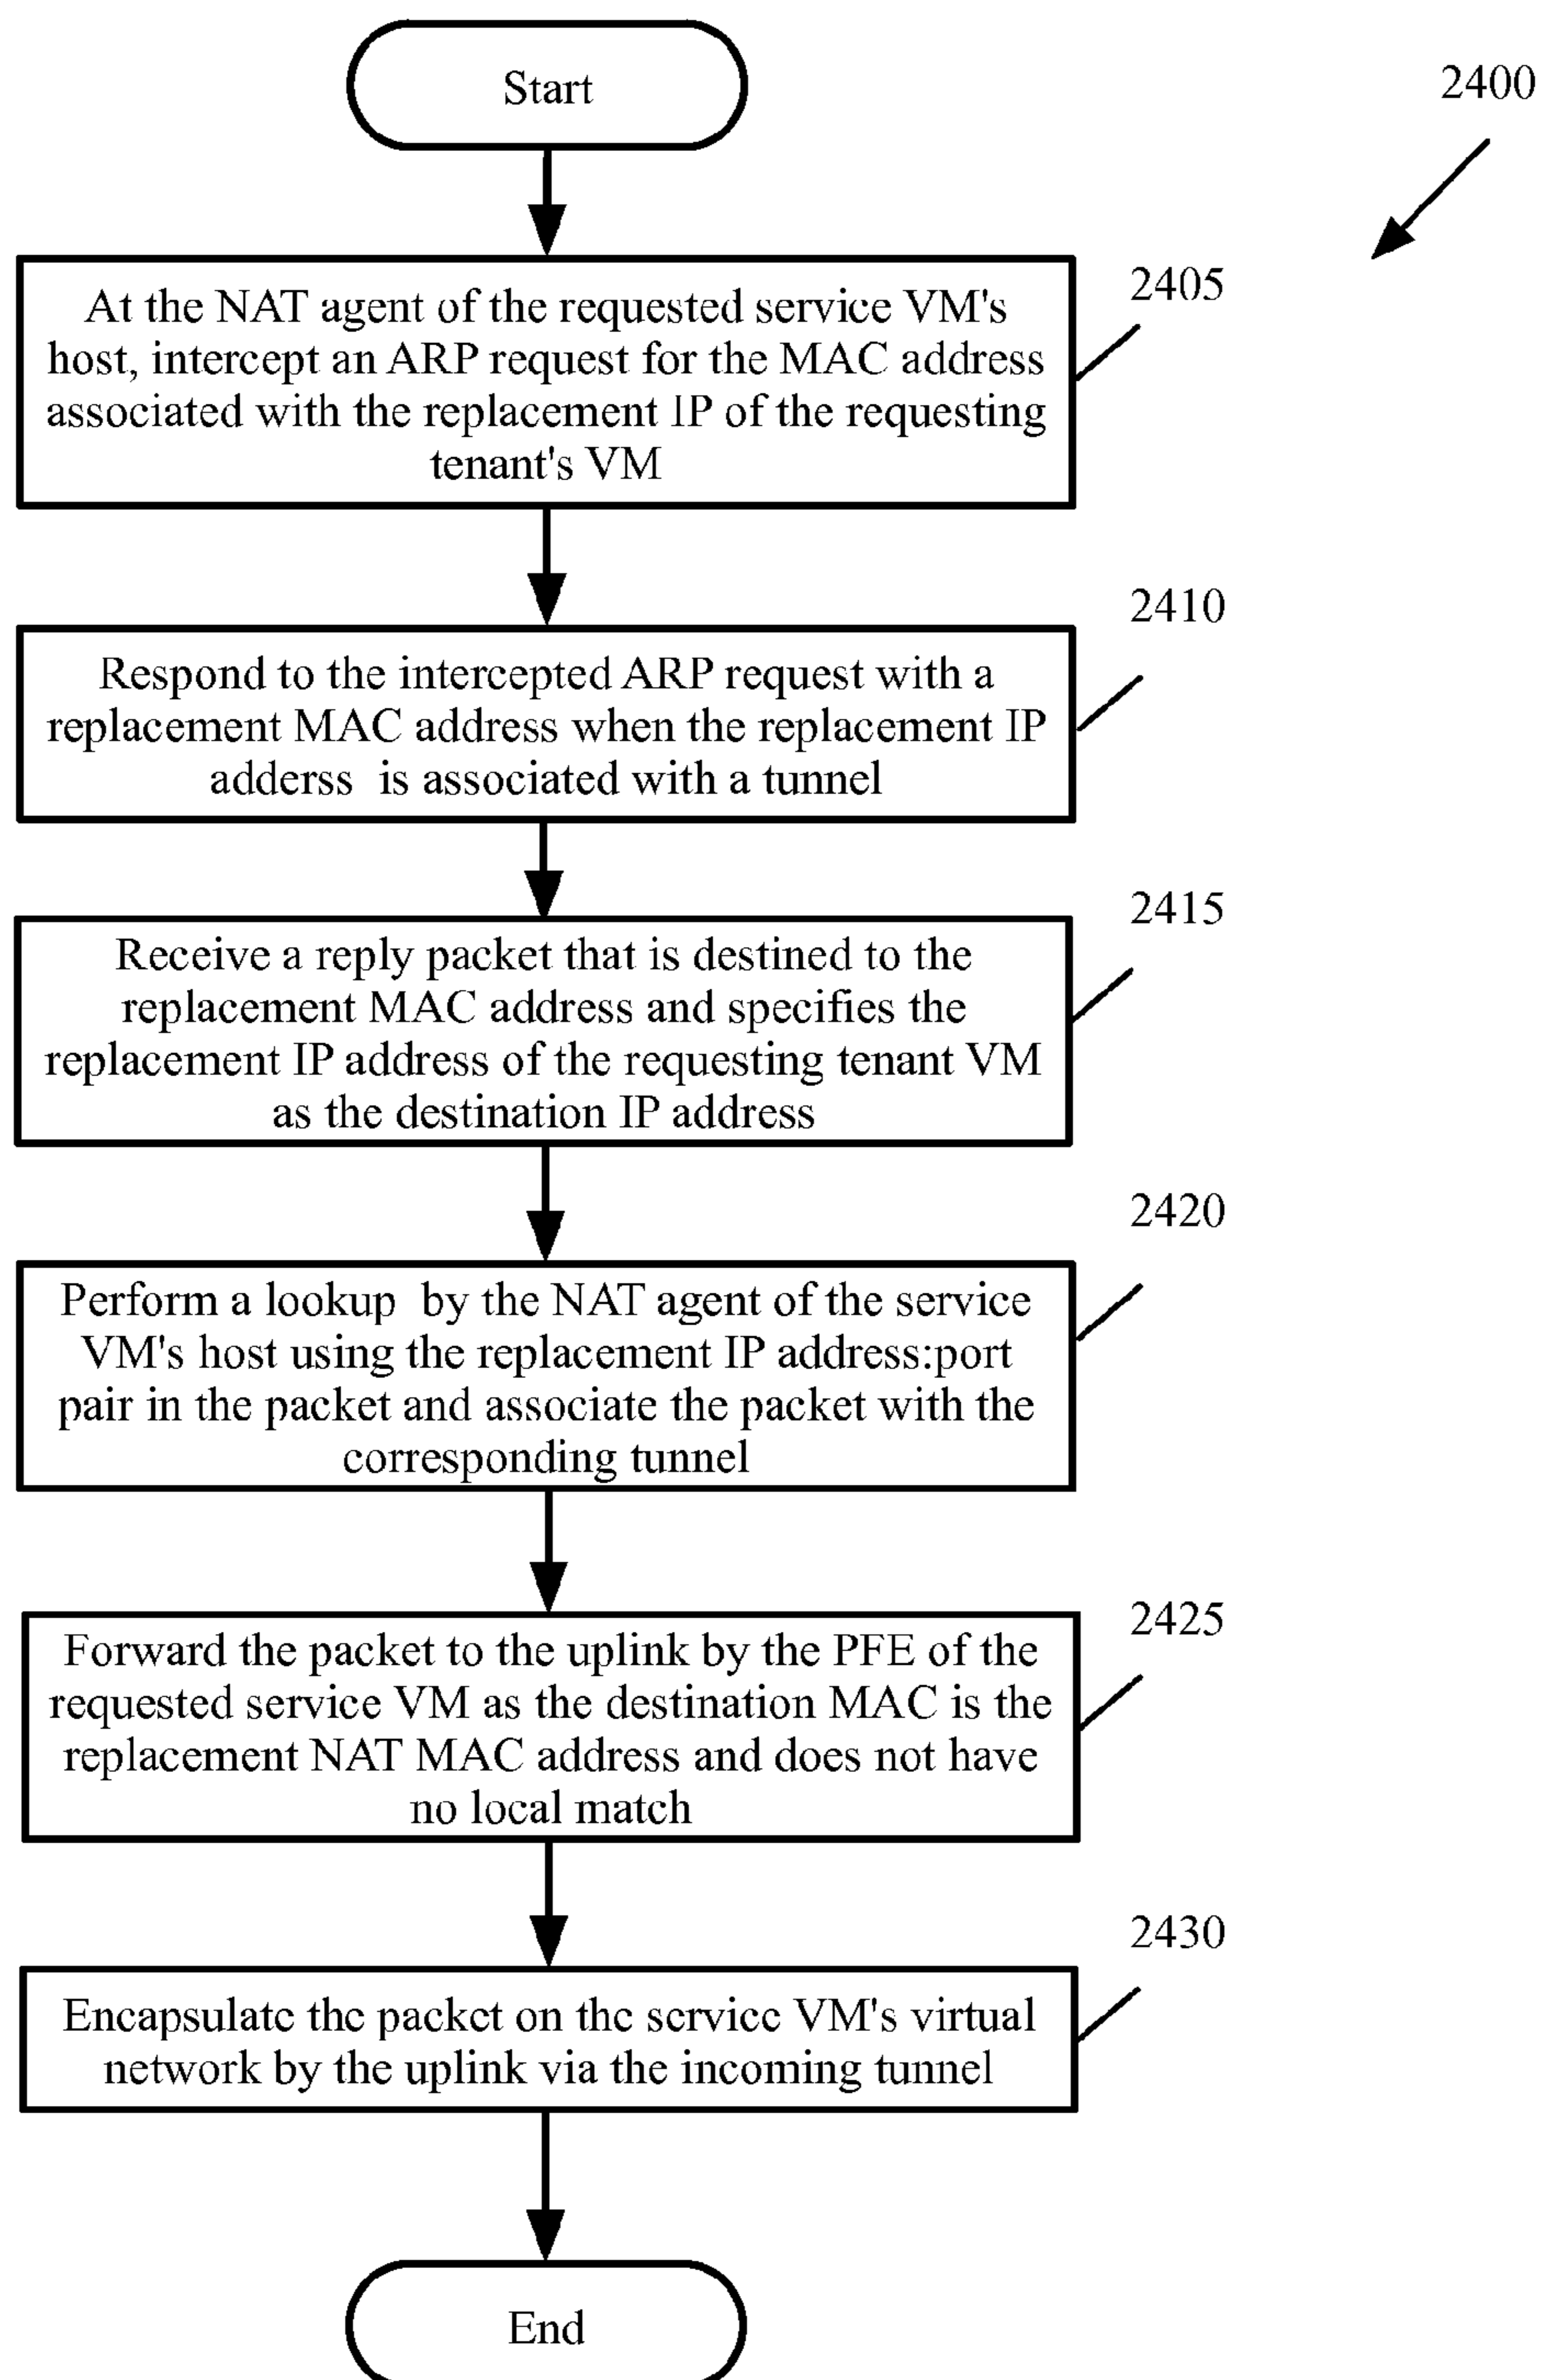 Start
2400
2405
At the NAT agent of the requested service VM's
host, intercept an ARP request for the MAC address
associated with the replacement IP of the requesting
tenant's VM
2410
Respond to the intercepted ARP request with a
replacement MAC address when the replacement IP
adderss is associated with a tunnel
2415
Receive a reply packet that is destined to the
replacement MAC address and specifies the
replacement IP address of the requesting tenant VM
as the destination IP address
2420
Perform a lookup by the NAT agent of the service
VM's host using the replacement IP address:port
pair in the packet and associate the packet with the
corresponding tunnel
2425
Forward the packet to the uplink by the PFE of the
requested service VM as the destination MAC is the
replacement NAT MAC address and does not have
no local match
2430
Encapsulate the packet on the service VM's virtual
network by the uplink via the incoming tunnel
End